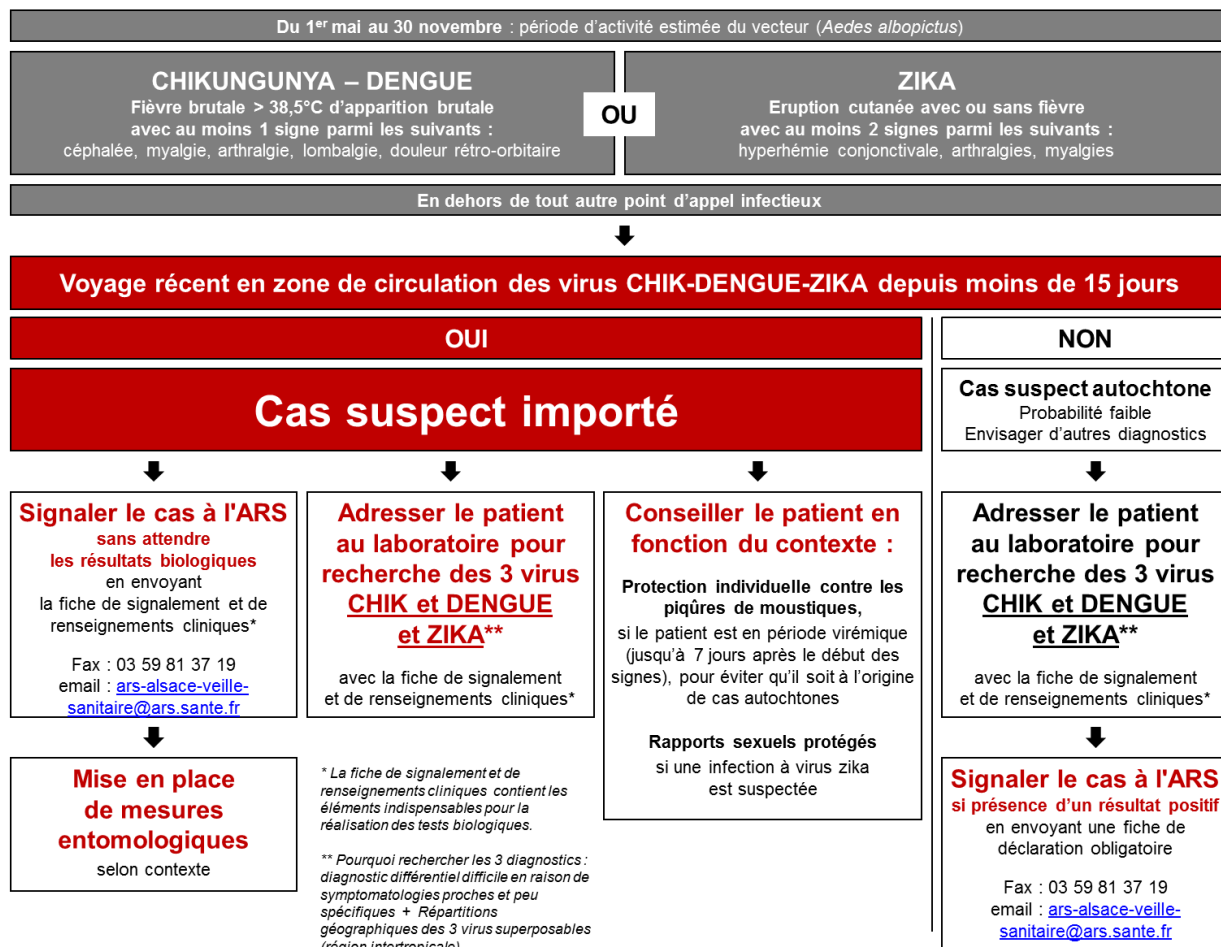 Du 1er mai au 30 novembre : période d'activité estimée du vecteur (Aedes albopictus)
CHIKUNGUNYA – DENGUE
Fièvre brutale > 38,5°C d'apparition brutale
avec au moins 1 signe parmi les suivants :
céphalée, myalgie, arthralgie, lombalgie, douleur rétro-orbitaire
OU
ZIKA
Eruption cutanée avec ou sans fièvre
avec au moins 2 signes parmi les suivants :
hyperhémie conjonctivale, arthralgies, myalgies
En dehors de tout autre point d'appel infectieux
Voyage récent en zone de circulation des virus CHIK-DENGUE-ZIKA depuis moins de 15 jours
OUI
Cas suspect importé
Signaler le cas à l'ARS
sans attendre
les résultats biologiques
en envoyant
la fiche de signalement et de
renseignements cliniques*
Fax : 03 59 81 37 19
email : ars-alsace-veille-
sanitaire@ars.sante.fr
Mise en place
de mesures
entomologiques
selon contexte
Adresser le patient
au laboratoire pour
recherche des 3 virus
CHIK et DENGUE
et ZIKA**
avec la fiche de signalement
et de renseignements cliniques*
* La fiche de signalement et de
renseignements cliniques contient les
éléments indispensables pour la
réalisation des tests biologiques.
** Pourquoi rechercher les 3 diagnostics :
diagnostic différentiel difficile en raison de
symptomatologies proches et peu
spécifiques + Répartitions
géographiques des 3 virus superposables
(région intertropicale)
Conseiller le patient en
fonction du contexte :
Protection individuelle contre les
piqûres de moustiques,
si le patient est en période virémique
(jusqu'à 7 jours après le début des
signes), pour éviter qu'il soit à l'origine
de cas autochtones
Rapports sexuels protégés
si une infection à virus zika
est suspectée
NON
Cas suspect autochtone
Probabilité faible
Envisager d'autres diagnostics
Adresser le patient
au laboratoire pour
recherche des 3 virus
CHIK et DENGUE
et ZIKA**
avec la fiche de signalement
et de renseignements cliniques*
Signaler le cas à l'ARS
si présence d'un résultat positif
en envoyant une fiche de
déclaration obligatoire
Fax : 03 59 81 37 19
email : ars-alsace-veille-
sanitaire@ars.sante.fr